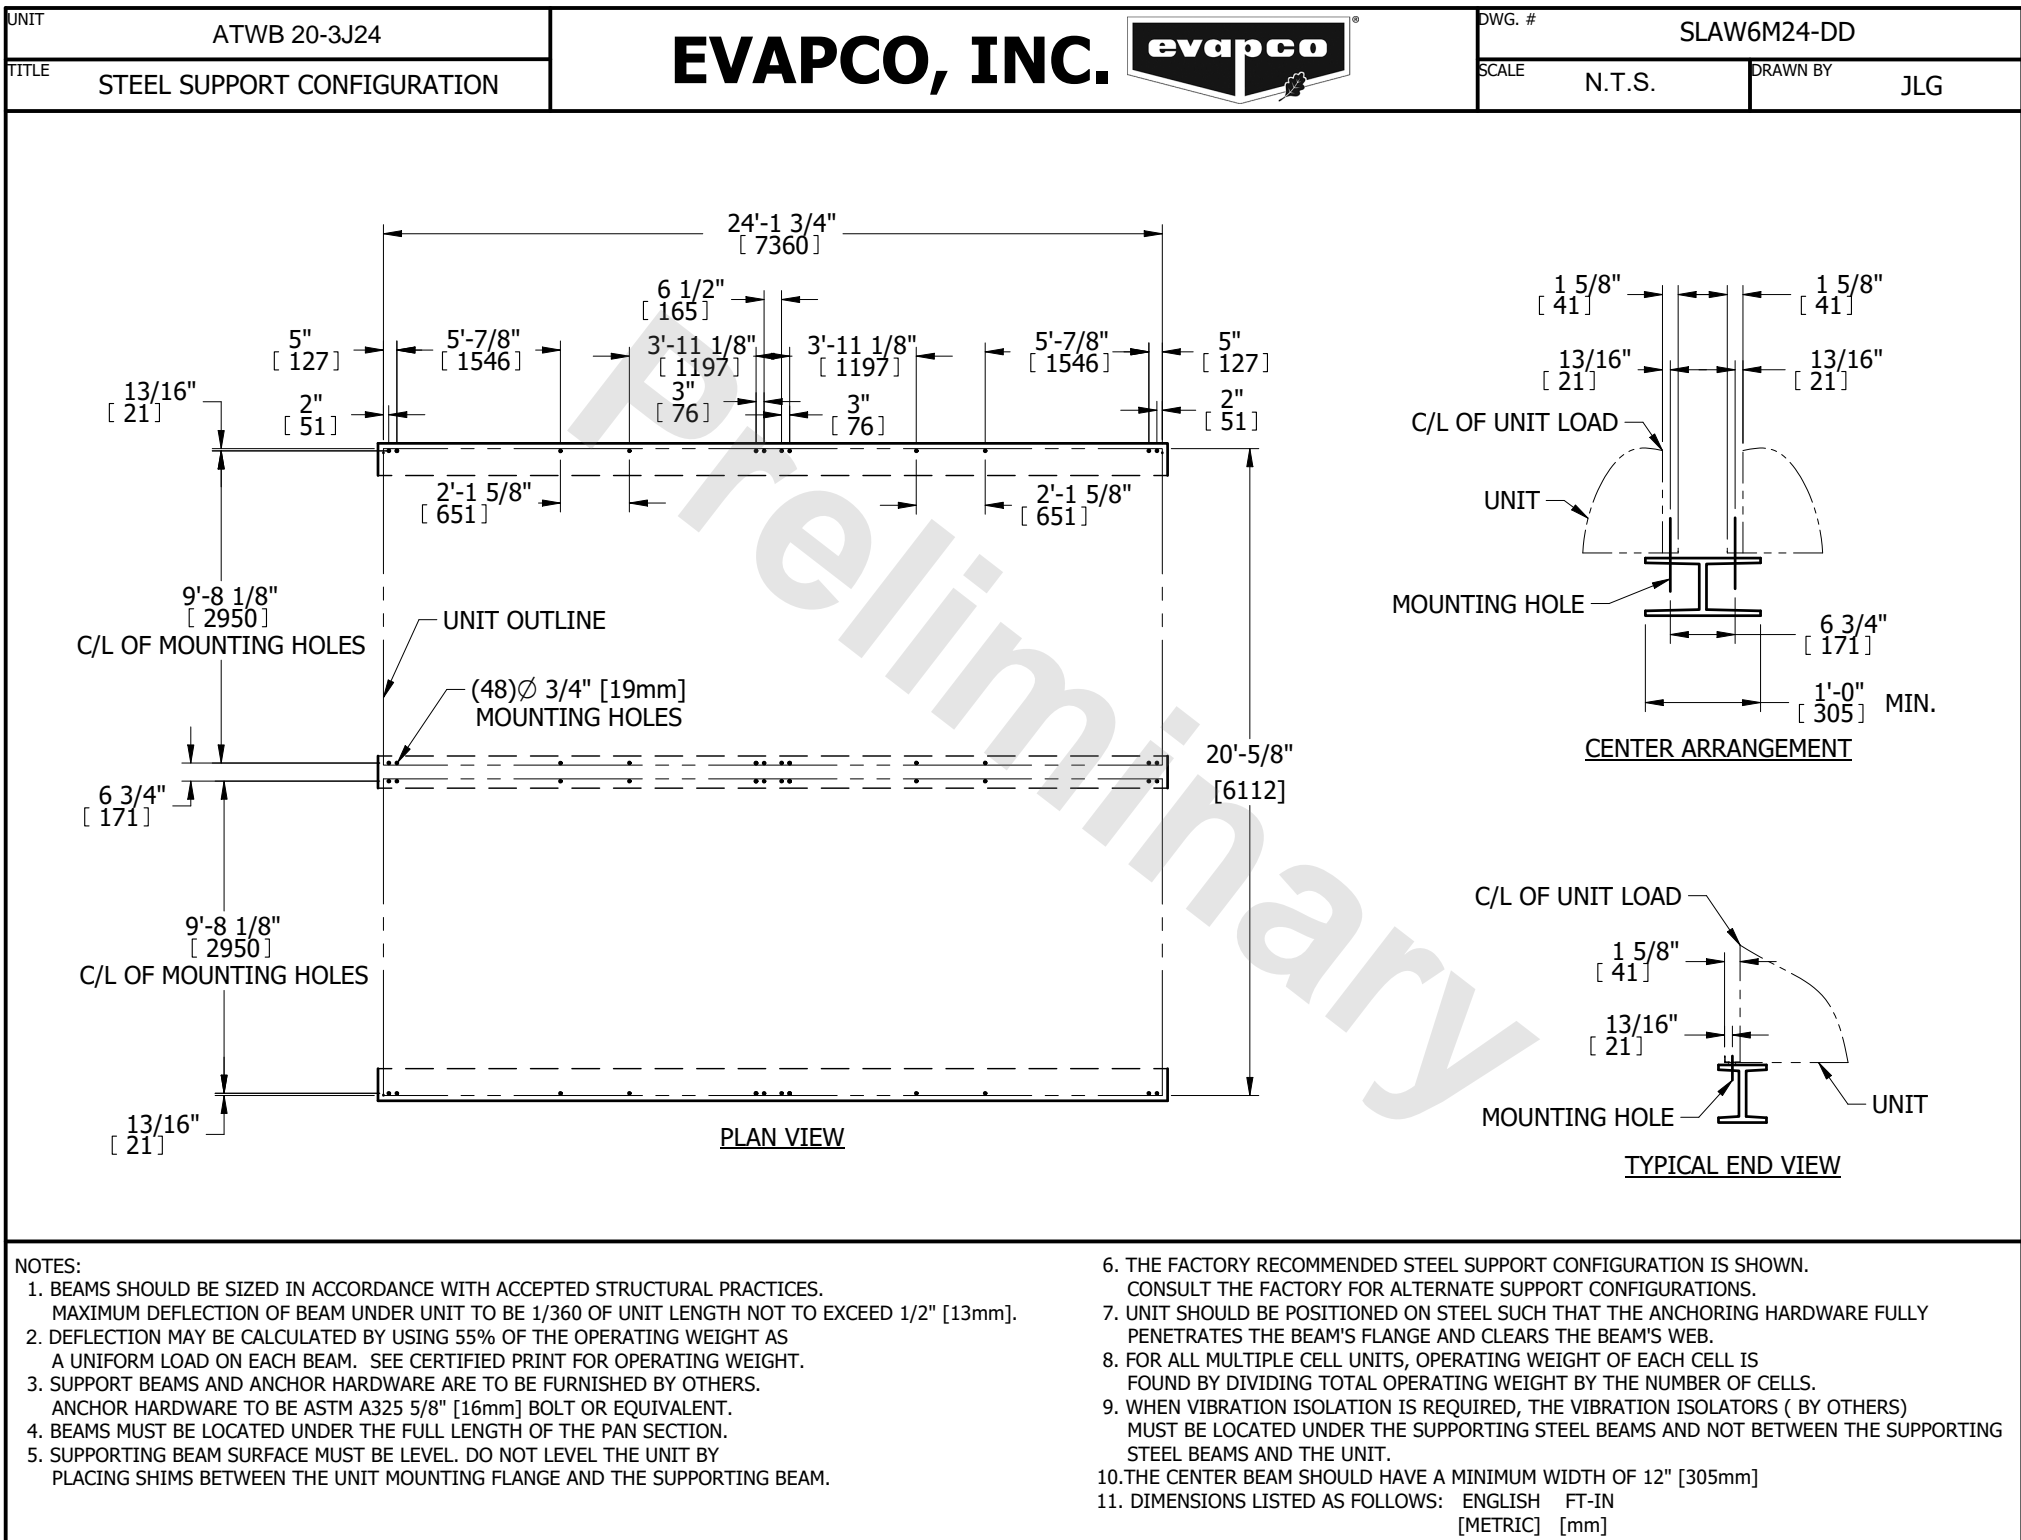 UNIT
ATWB 20-3J24
TITLE
STEEL SUPPORT CONFIGURATION
EVAPCO, INC.
evapco
®
DWG. #
SLAW6M24-DD
SCALE
N.T.S.
DRAWN BY
JLG
24'-1 3/4"
[ 7360 ]
6 1/2"
[ 165 ]
5"
[ 127 ]
5'-7/8"
[ 1546 ]
3'-11 1/8"
[ 1197 ]
3'-11 1/8"
[ 1197 ]
5'-7/8"
[ 1546 ]
5"
[ 127 ]
13/16"
[ 21 ]
2"
[ 51 ]
3"
[ 76 ]
3"
[ 76 ]
2"
[ 51 ]
2'-1 5/8"
[ 651 ]
2'-1 5/8"
[ 651 ]
9'-8 1/8"
[ 2950 ]
C/L OF MOUNTING HOLES
UNIT OUTLINE
(48)Ø 3/4" [19mm]
MOUNTING HOLES
6 3/4"
[ 171 ]
20'-5/8"
[6112]
9'-8 1/8"
[ 2950 ]
C/L OF MOUNTING HOLES
13/16"
[ 21 ]
PLAN VIEW
Preliminary
1 5/8"
[ 41 ]
1 5/8"
[ 41 ]
13/16"
[ 21 ]
13/16"
[ 21 ]
C/L OF UNIT LOAD
UNIT
MOUNTING HOLE
6 3/4"
[ 171 ]
1'-0"
[ 305 ] MIN.
CENTER ARRANGEMENT
C/L OF UNIT LOAD
1 5/8"
[ 41 ]
13/16"
[ 21 ]
MOUNTING HOLE
UNIT
TYPICAL END VIEW
NOTES:
1. BEAMS SHOULD BE SIZED IN ACCORDANCE WITH ACCEPTED STRUCTURAL PRACTICES.
MAXIMUM DEFLECTION OF BEAM UNDER UNIT TO BE 1/360 OF UNIT LENGTH NOT TO EXCEED 1/2" [13mm].
2. DEFLECTION MAY BE CALCULATED BY USING 55% OF THE OPERATING WEIGHT AS
A UNIFORM LOAD ON EACH BEAM. SEE CERTIFIED PRINT FOR OPERATING WEIGHT.
3. SUPPORT BEAMS AND ANCHOR HARDWARE ARE TO BE FURNISHED BY OTHERS.
ANCHOR HARDWARE TO BE ASTM A325 5/8" [16mm] BOLT OR EQUIVALENT.
4. BEAMS MUST BE LOCATED UNDER THE FULL LENGTH OF THE PAN SECTION.
5. SUPPORTING BEAM SURFACE MUST BE LEVEL. DO NOT LEVEL THE UNIT BY
PLACING SHIMS BETWEEN THE UNIT MOUNTING FLANGE AND THE SUPPORTING BEAM.
6. THE FACTORY RECOMMENDED STEEL SUPPORT CONFIGURATION IS SHOWN.
CONSULT THE FACTORY FOR ALTERNATE SUPPORT CONFIGURATIONS.
7. UNIT SHOULD BE POSITIONED ON STEEL SUCH THAT THE ANCHORING HARDWARE FULLY
PENETRATES THE BEAM'S FLANGE AND CLEARS THE BEAM'S WEB.
8. FOR ALL MULTIPLE CELL UNITS, OPERATING WEIGHT OF EACH CELL IS
FOUND BY DIVIDING TOTAL OPERATING WEIGHT BY THE NUMBER OF CELLS.
9. WHEN VIBRATION ISOLATION IS REQUIRED, THE VIBRATION ISOLATORS ( BY OTHERS)
MUST BE LOCATED UNDER THE SUPPORTING STEEL BEAMS AND NOT BETWEEN THE SUPPORTING
STEEL BEAMS AND THE UNIT.
10.THE CENTER BEAM SHOULD HAVE A MINIMUM WIDTH OF 12" [305mm]
11. DIMENSIONS LISTED AS FOLLOWS: ENGLISH FT-IN
[METRIC] [mm]